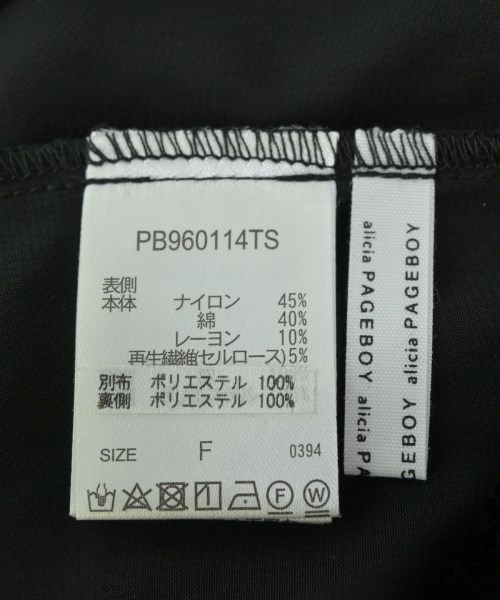 PB960114TS
表側
本体 ナイロン 45%
綿 40%
レーヨン 10%
再生繊維(セルロース) 5%
別布 ポリエステル 100%
裏側 ポリエステル 100%
SIZE F 0394
F W
alicia PAGEBOY alicia PA
alicia PAGEBOY alicia PAGEBOY